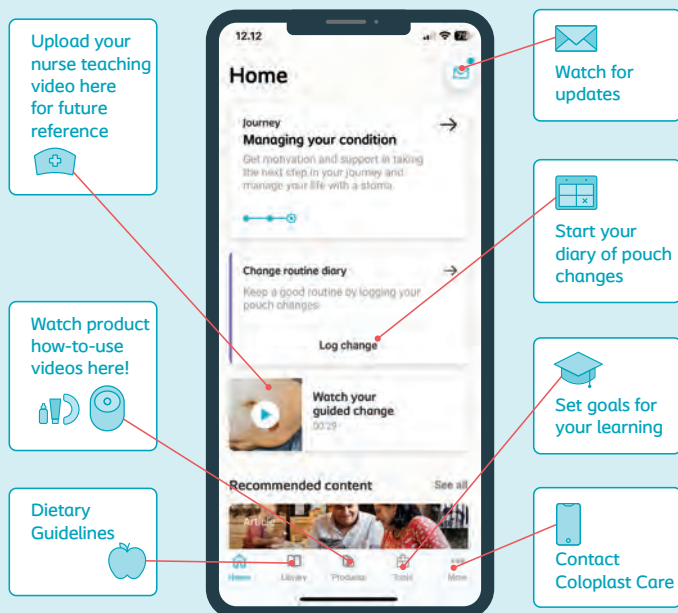 Upload your
nurse teaching
video here
for future
reference
Watch product
how-to-use
videos here!
Dietary
Guidelines
12.12
Home
Journey
Managing your condition
Get motivation and support in taking
the next step in your journey and
manage your life with a stoma.
Change routine diary
Keep a good routine by logging your
pouch changes
Log change
Watch your
guided change
00:29
Recommended content
See all
Article
Home
Library
Products
Tools
More
Watch for
updates
Start your
diary of pouch
changes
Set goals for
your learning
Contact
Coloplast Care